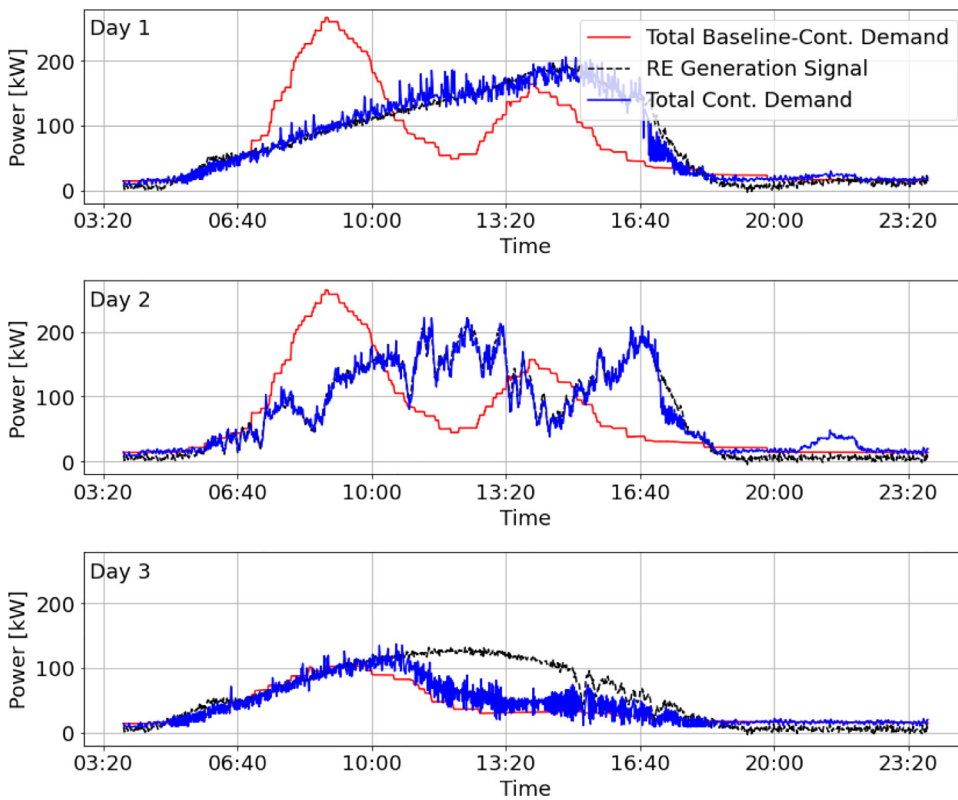 Day 1
Total Baseline-Cont. Demand
RE Generation Signal
Total Cont. Demand
Power [kW]
200
100
0
03:20 06:40 10:00 13:20 16:40 20:00 23:20
Time
Day 2
Power [kW]
200
100
0
03:20 06:40 10:00 13:20 16:40 20:00 23:20
Time
Day 3
Power [kW]
200
100
0
03:20 06:40 10:00 13:20 16:40 20:00 23:20
Time